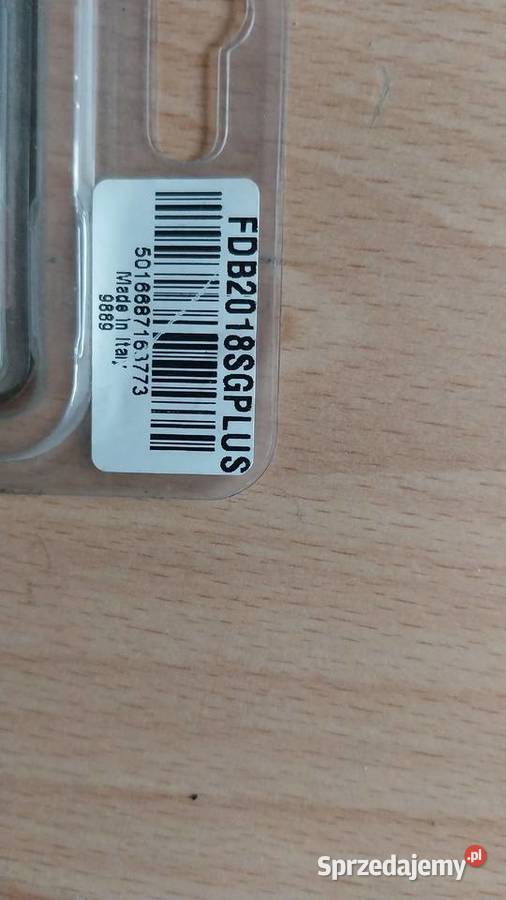 FDB2018SGPLUS
5016687163773
Made In Italy
9889
Sprzedajemy.pl